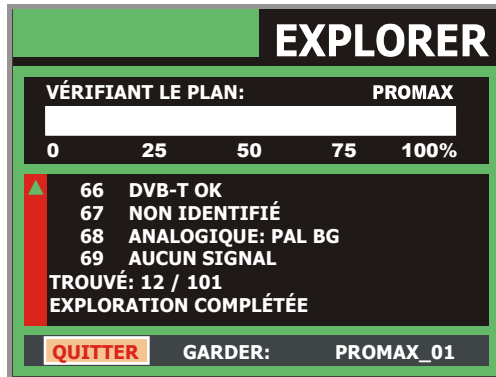 EXPLORER
VÉRIFIANT LE PLAN: PROMAX
0 25 50 75 100%
66 DVB-T OK
67 NON IDENTIFIÉ
68 ANALOGIQUE: PAL BG
69 AUCUN SIGNAL
TROUVÉ: 12 / 101
EXPLORATION COMPLÉTÉE
QUITTER GARDER: PROMAX_01